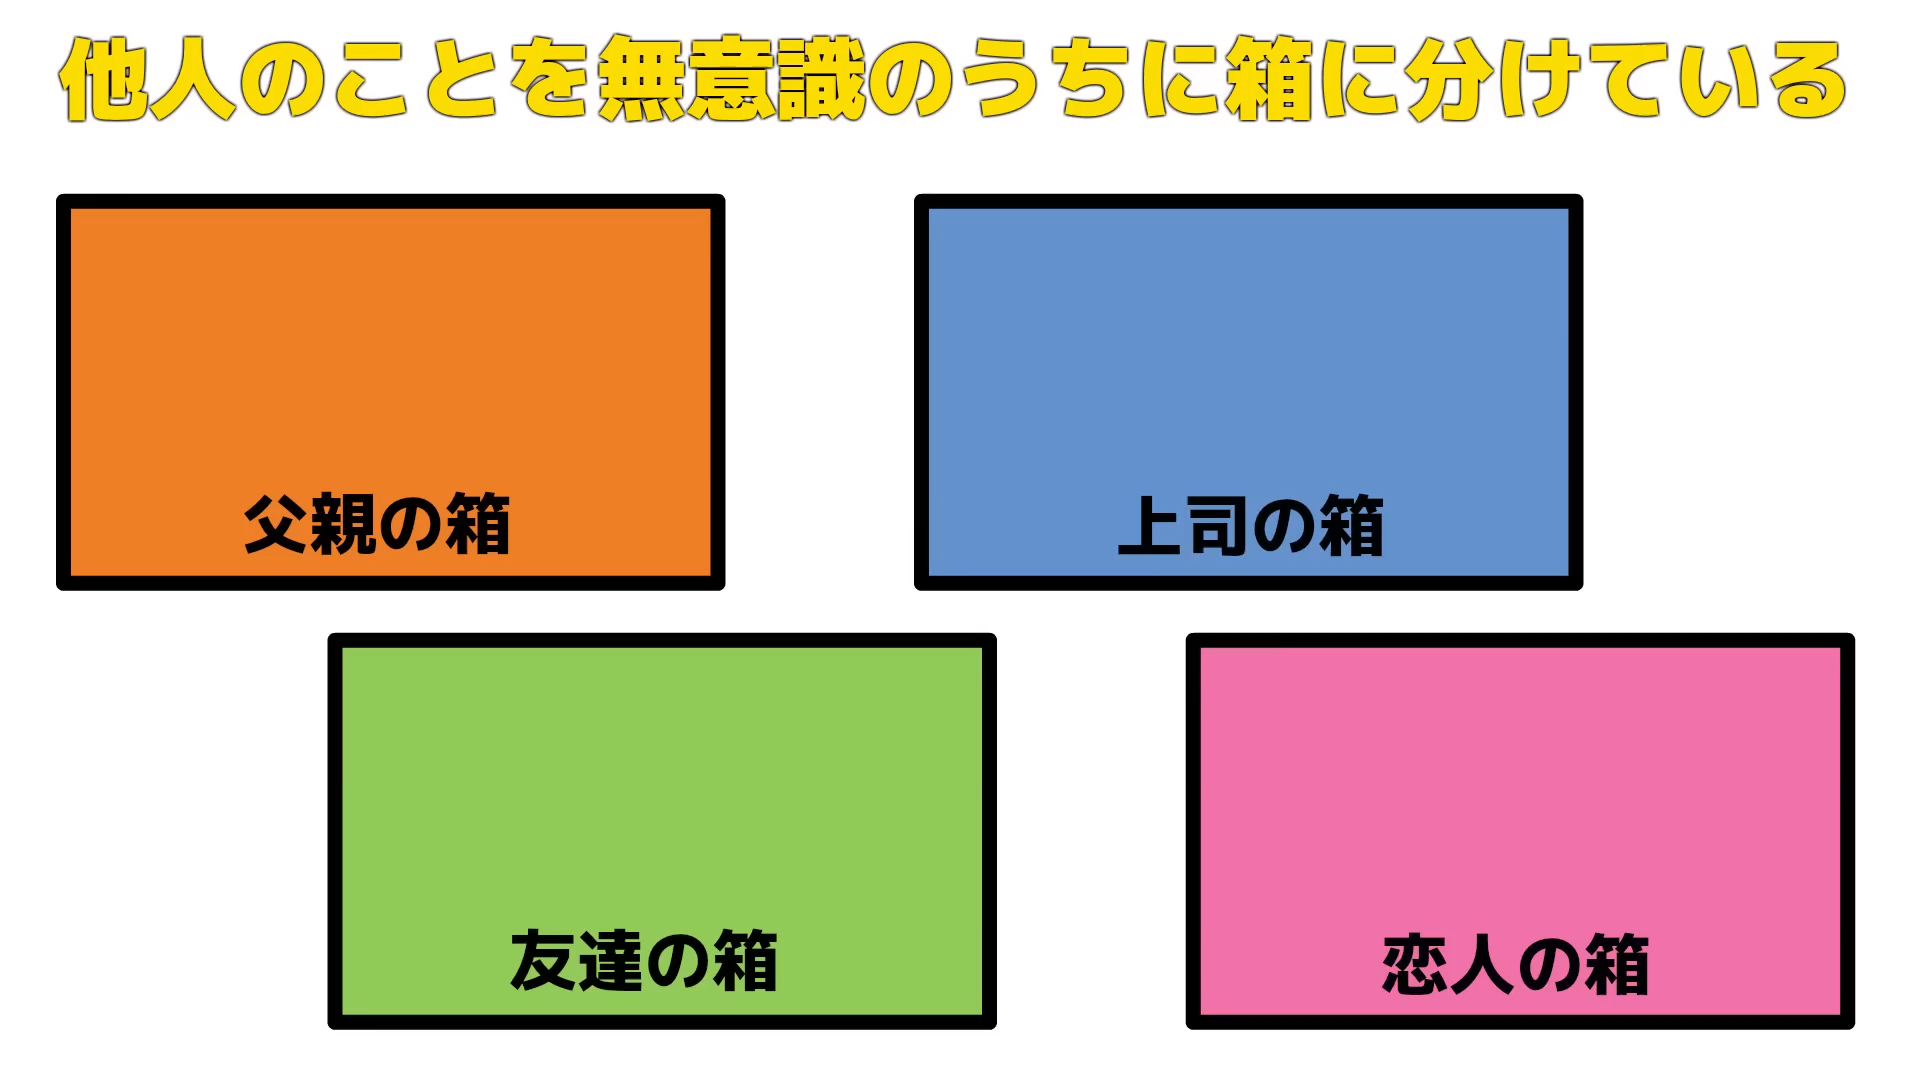 他人のことを無意識のうちに箱に分けている
父親の箱
上司の箱
友達の箱
恋人の箱